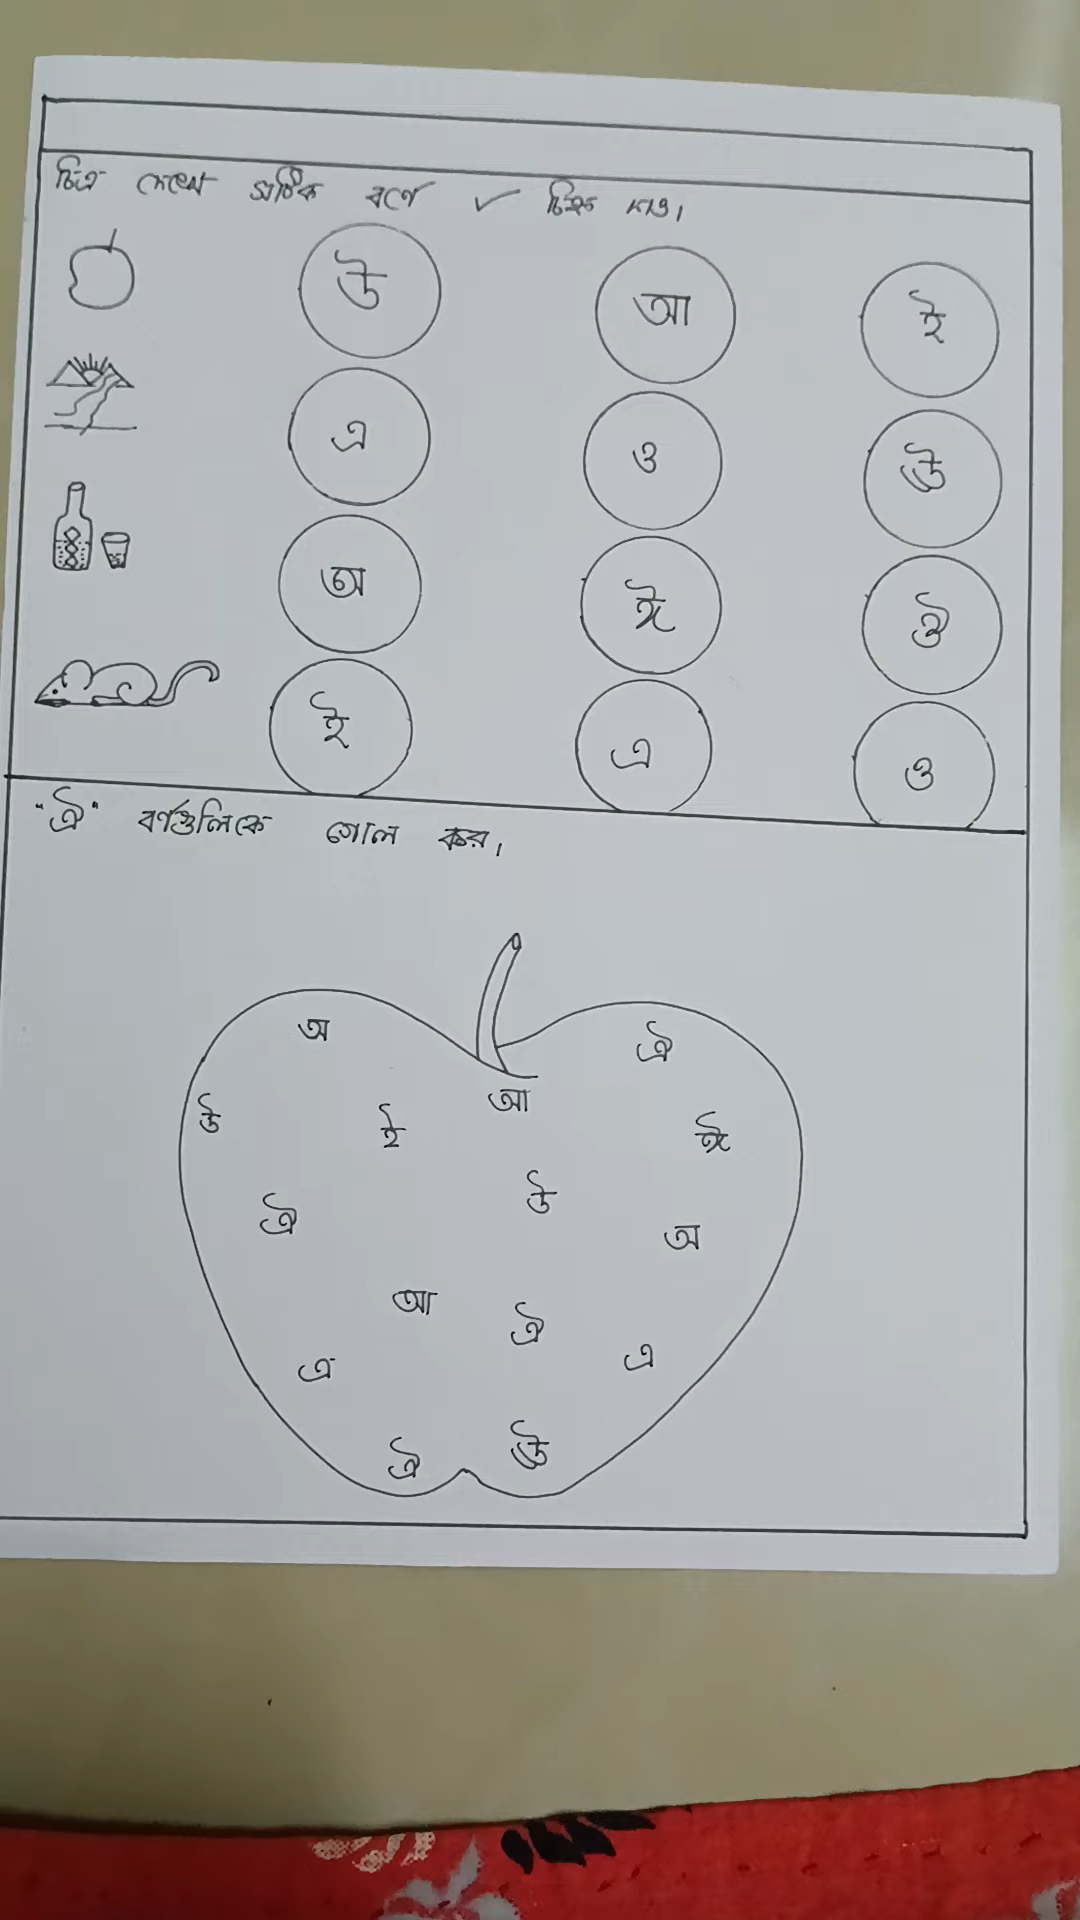 চিত্র দেখে সঠিক বর্ণে ✓ চিহ্ন দাও।
উ আ ই
এ ও ঊ
অ ঈ ঔ
ই এ ও
"ঐ" বর্ণগুলিকে গোল কর।
অ ঐ
আ
উ ই ঈ
উ
ঐ অ
আ ঐ
এ এ
ঐ ঊ